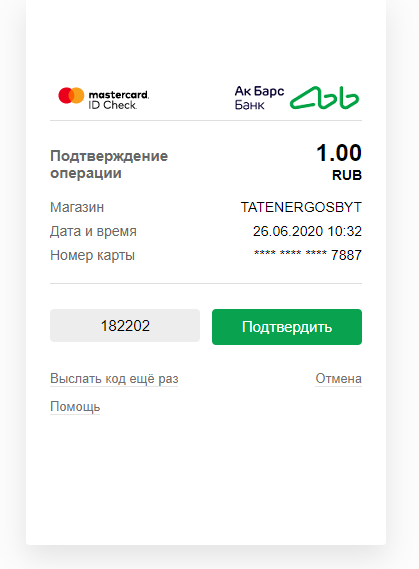 mastercard.
ID Check.
Ак Барс
Банк
Подтверждение
операции
1.00
RUB
Магазин
TATENERGOSBYT
Дата и время
26.06.2020 10:32
Номер карты
**** **** **** 7887
182202
Подтвердить
Выслать код ещё раз
Отмена
Помощь